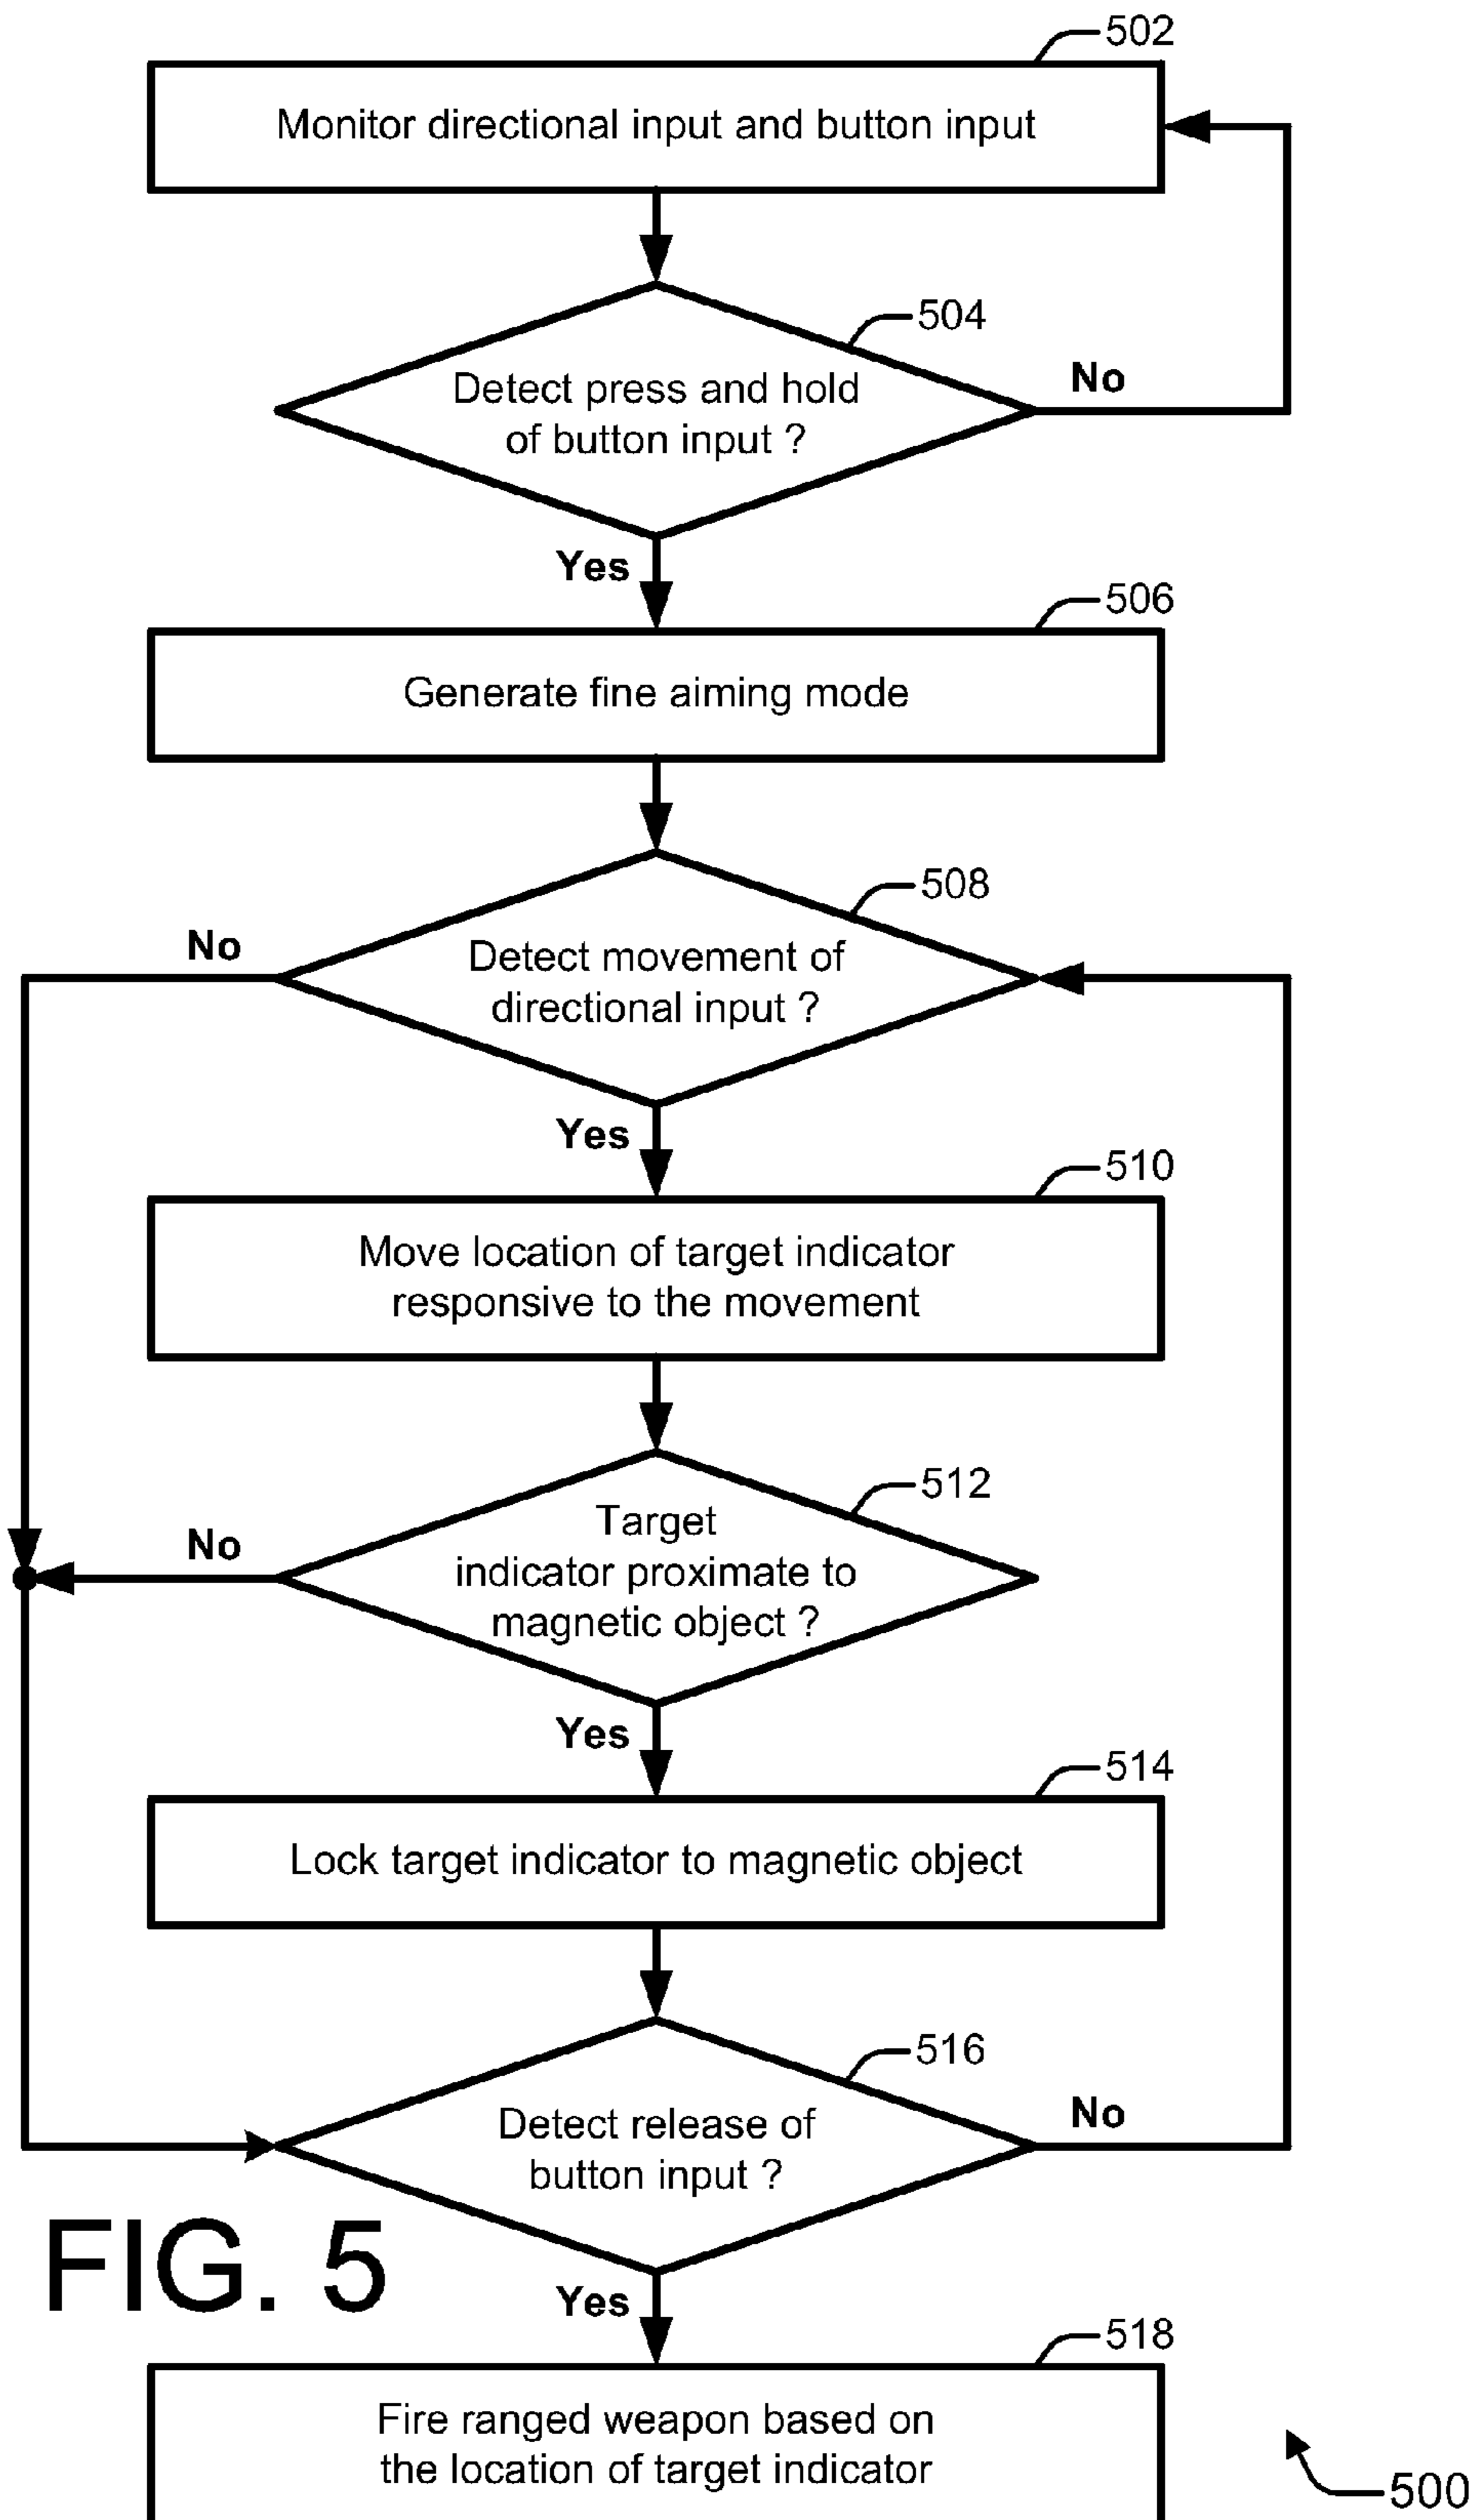 502
Monitor directional input and button input
504
Detect press and hold
of button input ?
No
Yes
506
Generate fine aiming mode
508
No
Detect movement of
directional input ?
Yes
510
Move location of target indicator
responsive to the movement
512
No
Target
indicator proximate to
magnetic object ?
Yes
514
Lock target indicator to magnetic object
516
Detect release of
button input ?
No
FIG. 5
Yes
518
Fire ranged weapon based on
the location of target indicator
500